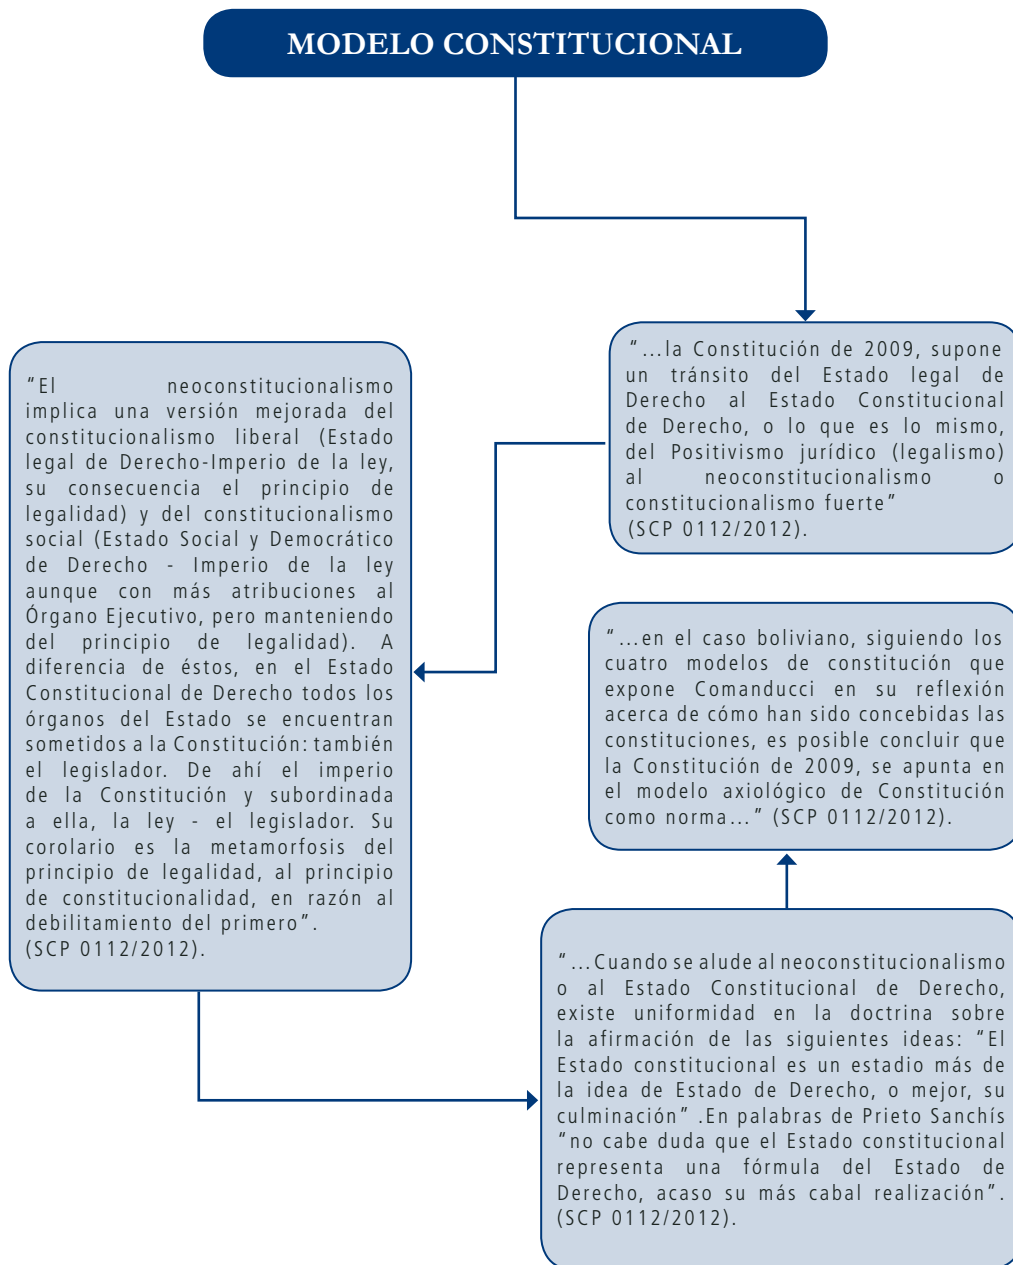 MODELO CONSTITUCIONAL
"...la Constitución de 2009, supone
un tránsito del Estado legal de
Derecho al Estado Constitucional
de Derecho, o lo que es lo mismo,
del Positivismo jurídico (legalismo)
al neoconstitucionalismo o
constitucionalismo fuerte"
(SCP 0112/2012).
"El neoconstitucionalismo
implica una versión mejorada del
constitucionalismo liberal (Estado
legal de Derecho-Imperio de la ley,
su consecuencia el principio de
legalidad) y del constitucionalismo
social (Estado Social y Democrático
de Derecho - Imperio de la ley
aunque con más atribuciones al
Órgano Ejecutivo, pero manteniendo
del principio de legalidad). A
diferencia de éstos, en el Estado
Constitucional de Derecho todos los
órganos del Estado se encuentran
sometidos a la Constitución: también
el legislador. De ahí el imperio
de la Constitución y subordinada
a ella, la ley - el legislador. Su
corolario es la metamorfosis del
principio de legalidad, al principio
de constitucionalidad, en razón al
debilitamiento del primero".
(SCP 0112/2012).
"...Cuando se alude al neoconstitucionalismo
o al Estado Constitucional de Derecho,
existe uniformidad en la doctrina sobre
la afirmación de las siguientes ideas: "El
Estado constitucional es un estadio más de
la idea de Estado de Derecho, o mejor, su
culminación" .En palabras de Prieto Sanchís
"no cabe duda que el Estado constitucional
representa una fórmula del Estado de
Derecho, acaso su más cabal realización".
(SCP 0112/2012).
"...en el caso boliviano, siguiendo los
cuatro modelos de constitución que
expone Comanducci en su reflexión
acerca de cómo han sido concebidas las
constituciones, es posible concluir que
la Constitución de 2009, se apunta en
el modelo axiológico de Constitución
como norma..." (SCP 0112/2012).